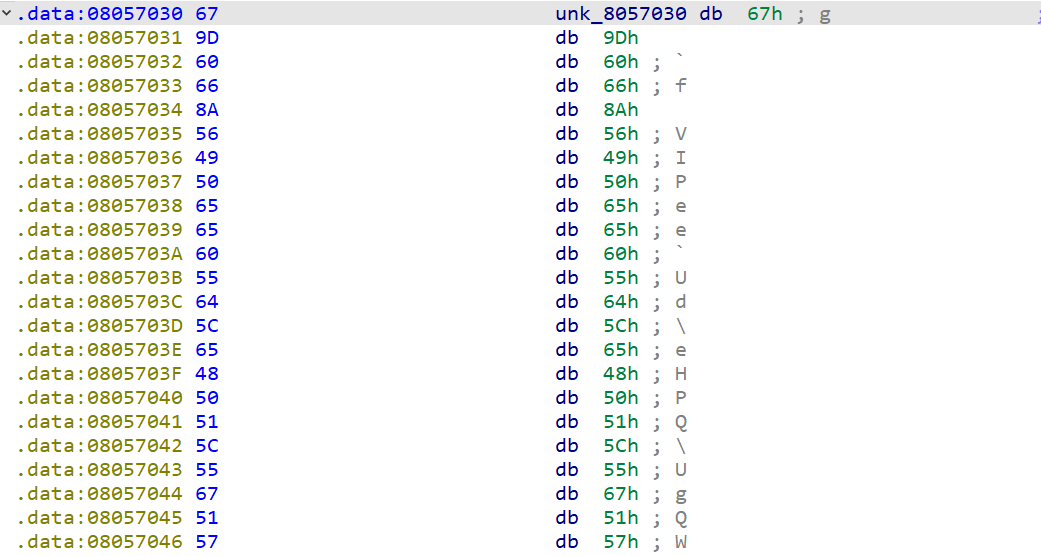 .data:08057030 67 unk_8057030 db 67h ; g ;
.data:08057031 9D db 9Dh
.data:08057032 60 db 60h ; `
.data:08057033 66 db 66h ; f
.data:08057034 8A db 8Ah
.data:08057035 56 db 56h ; V
.data:08057036 49 db 49h ; I
.data:08057037 50 db 50h ; P
.data:08057038 65 db 65h ; e
.data:08057039 65 db 65h ; e
.data:0805703A 60 db 60h ; `
.data:0805703B 55 db 55h ; U
.data:0805703C 64 db 64h ; d
.data:0805703D 5C db 5Ch ; \
.data:0805703E 65 db 65h ; e
.data:0805703F 48 db 48h ; H
.data:08057040 50 db 50h ; P
.data:08057041 51 db 51h ; Q
.data:08057042 5C db 5Ch ; \
.data:08057043 55 db 55h ; U
.data:08057044 67 db 67h ; g
.data:08057045 51 db 51h ; Q
.data:08057046 57 db 57h ; W